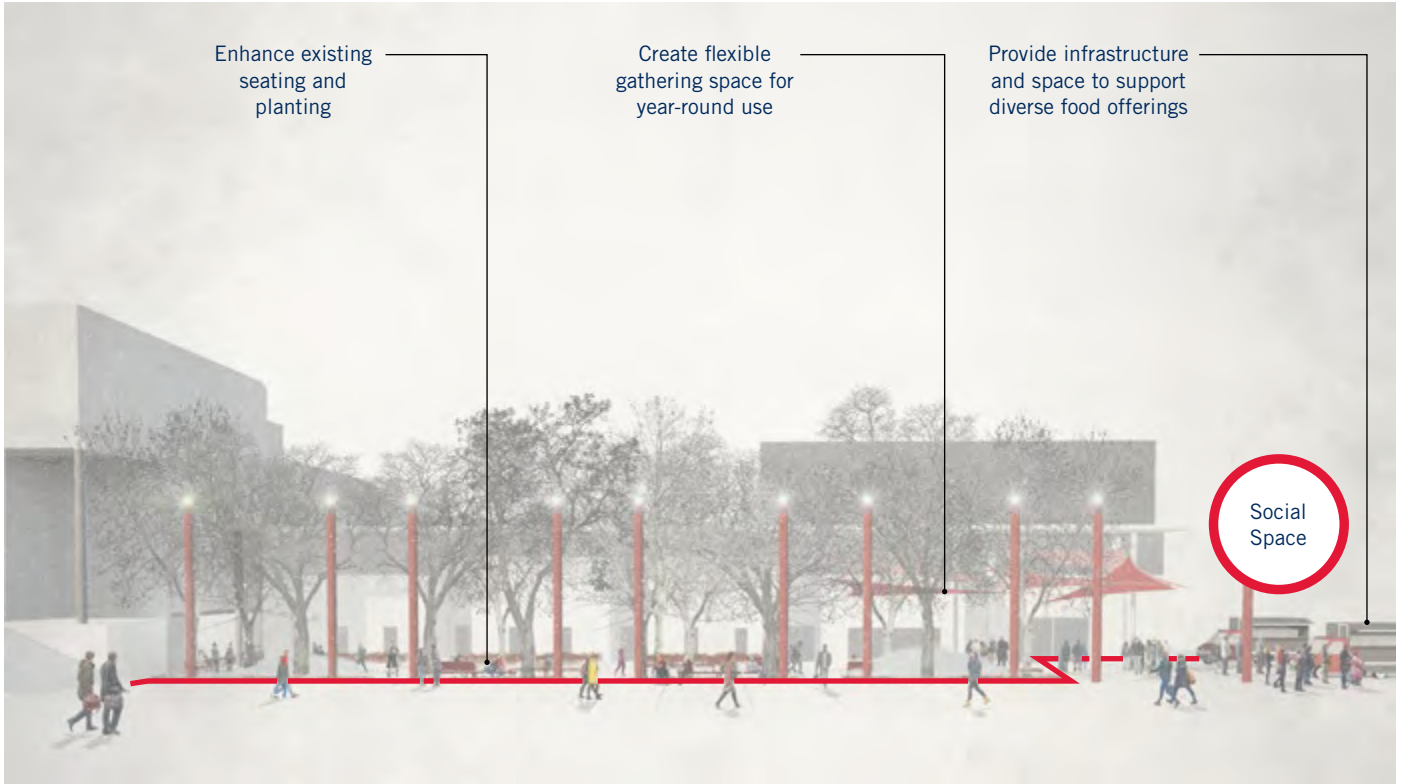 Enhance existing
seating and
planting
Create flexible
gathering space for
year-round use
Provide infrastructure
and space to support
diverse food offerings
Social
Space